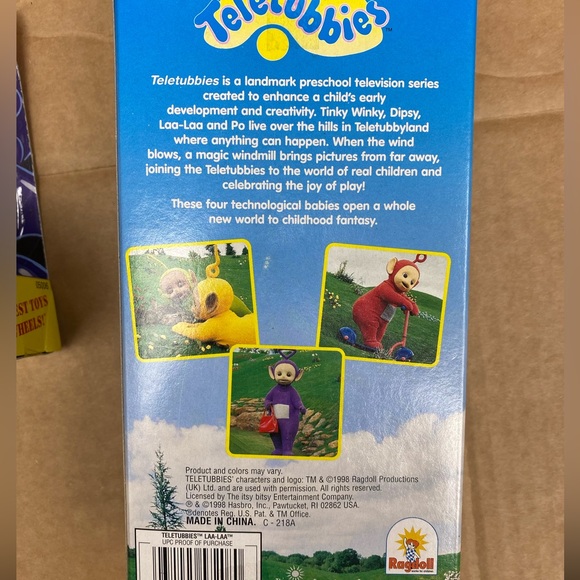 Teletubbies™
Teletubbies is a landmark preschool television series
created to enhance a child's early
development and creativity. Tinky Winky, Dipsy,
Laa-Laa and Po live over the hills in Teletubbyland
where anything can happen. When the wind
blows, a magic windmill brings pictures from far away,
joining the Teletubbies to the world of real children and
celebrating the joy of play!
These four technological babies open a whole
new world to childhood fantasy.
EST TOYS
HEELS!
Product and colors may vary.
TELETUBBIES' characters and logo: TM & ©1998 Ragdoll Productions
(UK) Ltd. and are used with permission. All rights reserved.
Licensed by The itsy bitsy Entertainment Company.
® & ©1998 Hasbro, Inc., Pawtucket, RI 02862 USA.
®denotes Reg. U.S. Pat. & TM Office.
MADE IN CHINA. C - 218A
TELETUBBIES™ LAA-LAA™
UPC PROOF OF PURCHASE
Ragdoll